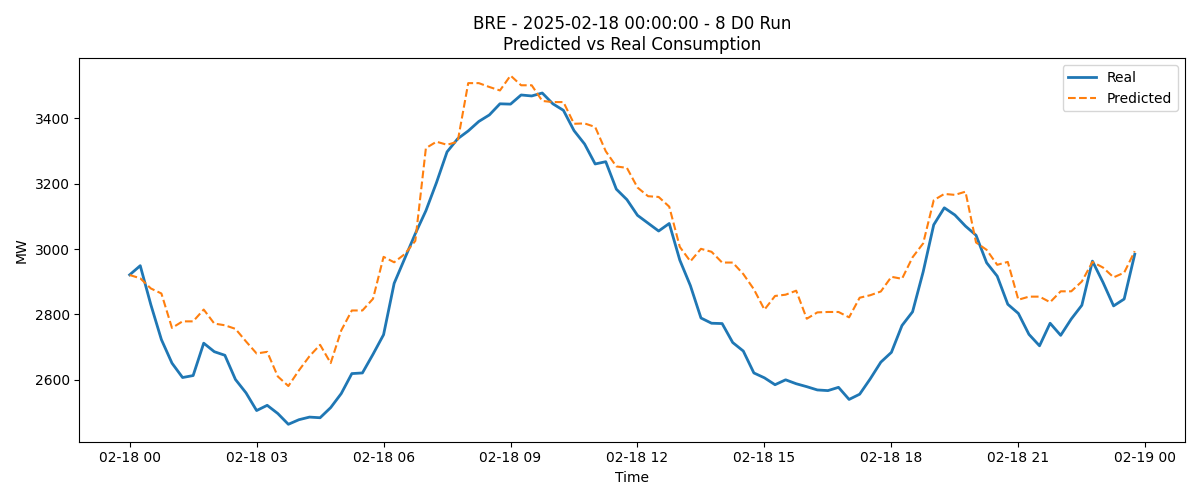 BRE - 2025-02-18 00:00:00 - 8 D0 Run
Predicted vs Real Consumption
Real
Predicted
MW
3400
3200
3000
2800
2600
02-18 00
02-18 03
02-18 06
02-18 09
02-18 12
02-18 15
02-18 18
02-18 21
02-19 00
Time